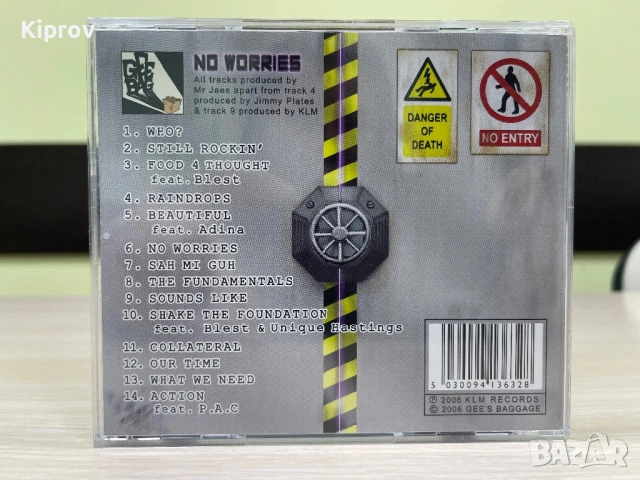 Kiprov
NO WORRIES
All tracks produced by
Mr Jaes apart from track 4
produced by Jimmy Plates
& track 9 produced by KLM
1. WHO?
2. STILL ROCKIN'
3. FOOD 4 THOUGHT
feat. Blest
4. RAINDROPS
5. BEAUTIFUL
feat. Adina
6. NO WORRIES
7. SAH MI GUH
8. THE FUNDAMENTALS
9. SOUNDS LIKE
10. SHAKE THE FOUNDATION
feat. Blest & Unique Hastings
11. COLLATERAL
12. OUR TIME
13. WHAT WE NEED
14. ACTION
feat. P.A.C
DANGER
OF
DEATH
NO ENTRY
5 030094 136328
℗ 2006 KLM RECORDS
© 2006 GEE'S BAGGAGE
BAZAR